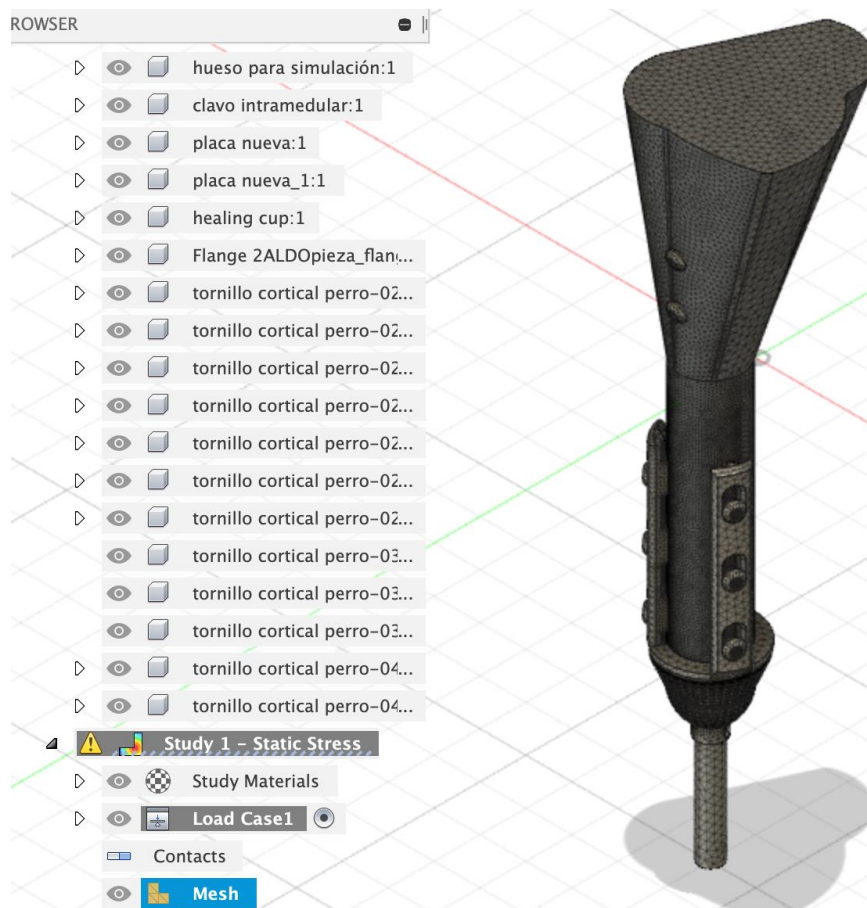 ROWSER
hueso para simulación:1
clavo intramedular:1
placa nueva:1
placa nueva_1:1
healing cup:1
Flange 2ALDOpieza_flan...
tornillo cortical perro-02...
tornillo cortical perro-02...
tornillo cortical perro-02...
tornillo cortical perro-02...
tornillo cortical perro-02...
tornillo cortical perro-02...
tornillo cortical perro-02...
tornillo cortical perro-03...
tornillo cortical perro-03...
tornillo cortical perro-03...
tornillo cortical perro-04...
tornillo cortical perro-04...
Study 1 – Static Stress
Study Materials
Load Case1
Contacts
Mesh